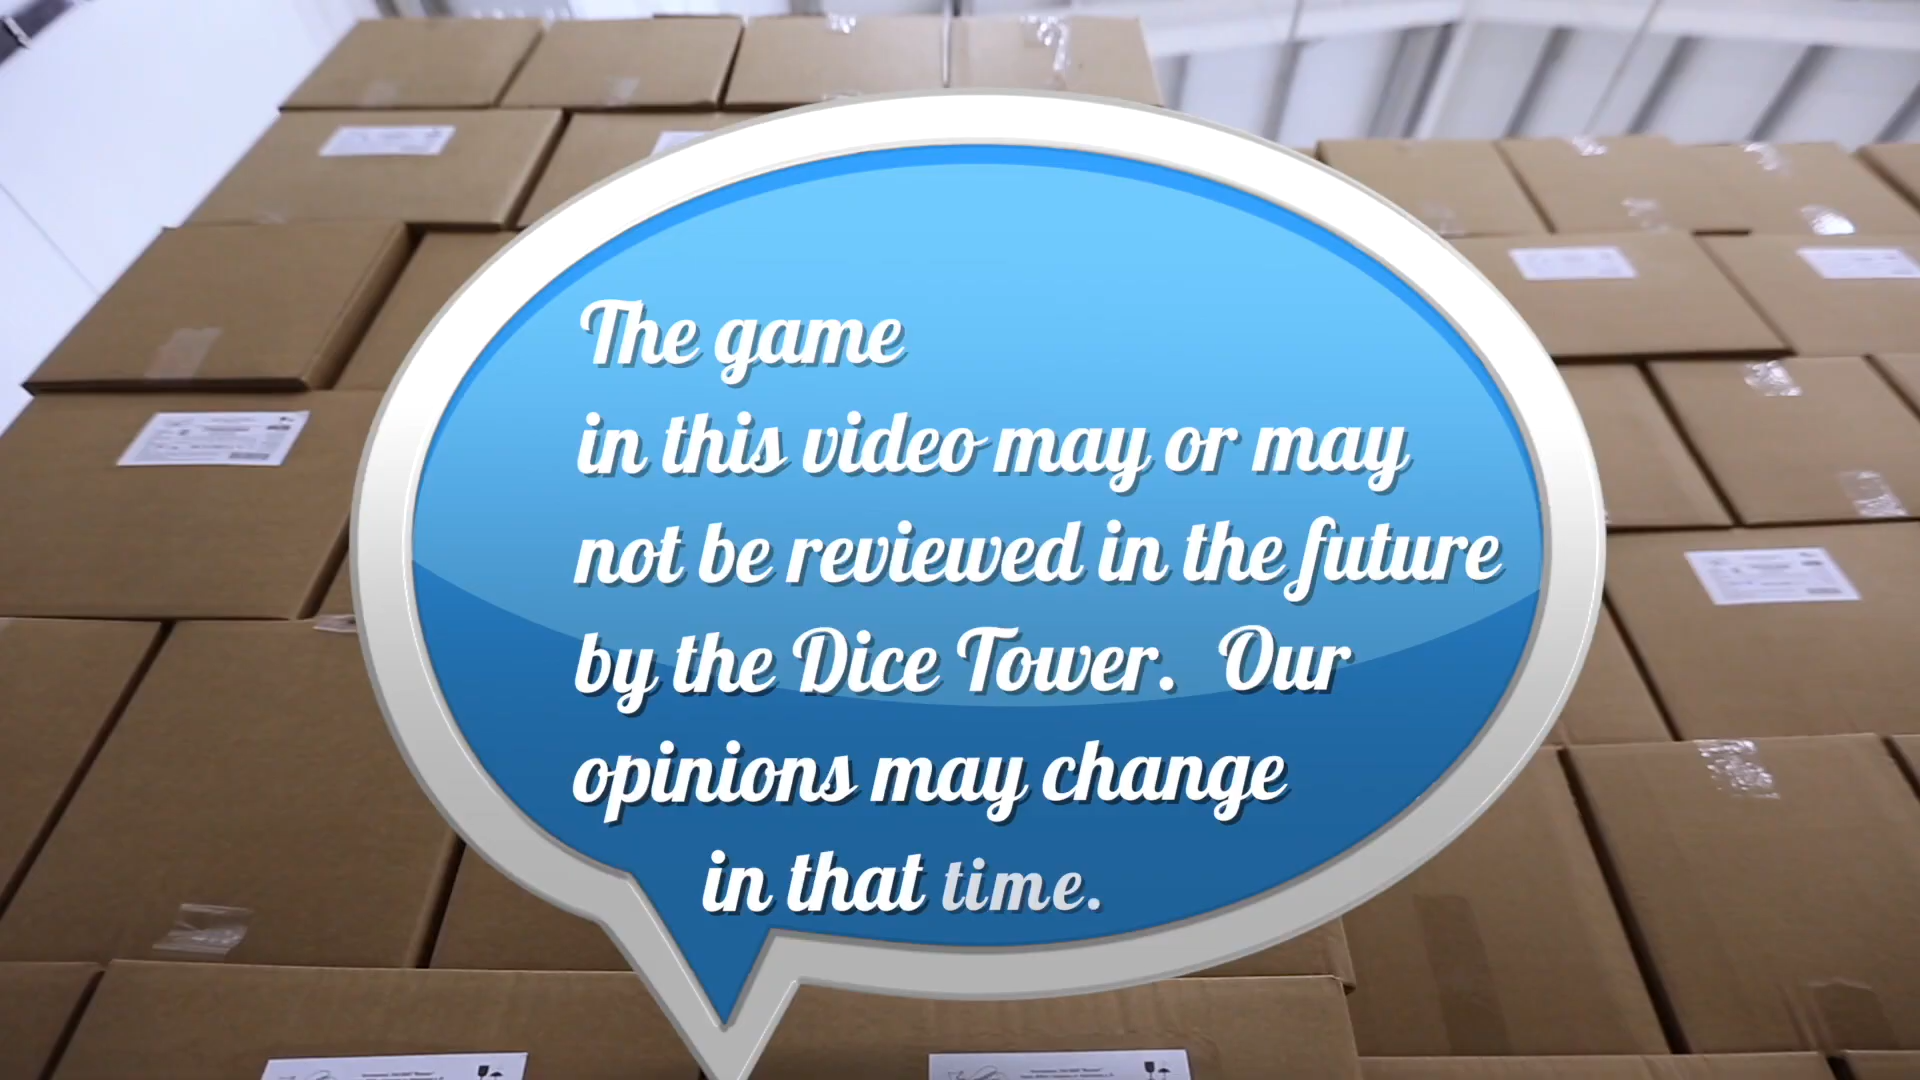 The game
in this video may or may
not be reviewed in the future
by the Dice Tower. Our
opinions may change
in that time.